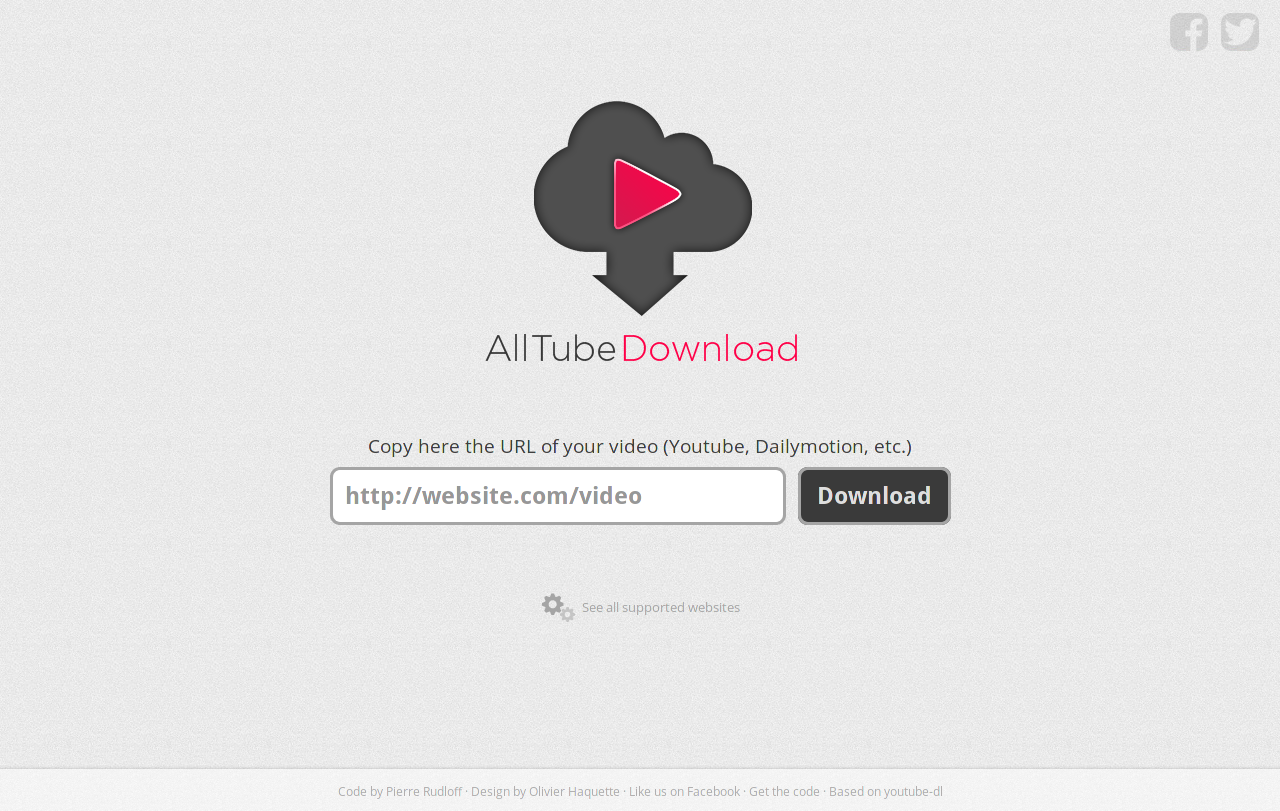 AllTubeDownload
Copy here the URL of your video (Youtube, Dailymotion, etc.)
http://website.com/video Download
See all supported websites
Code by Pierre Rudloff · Design by Olivier Haquette · Like us on Facebook · Get the code · Based on youtube-dl